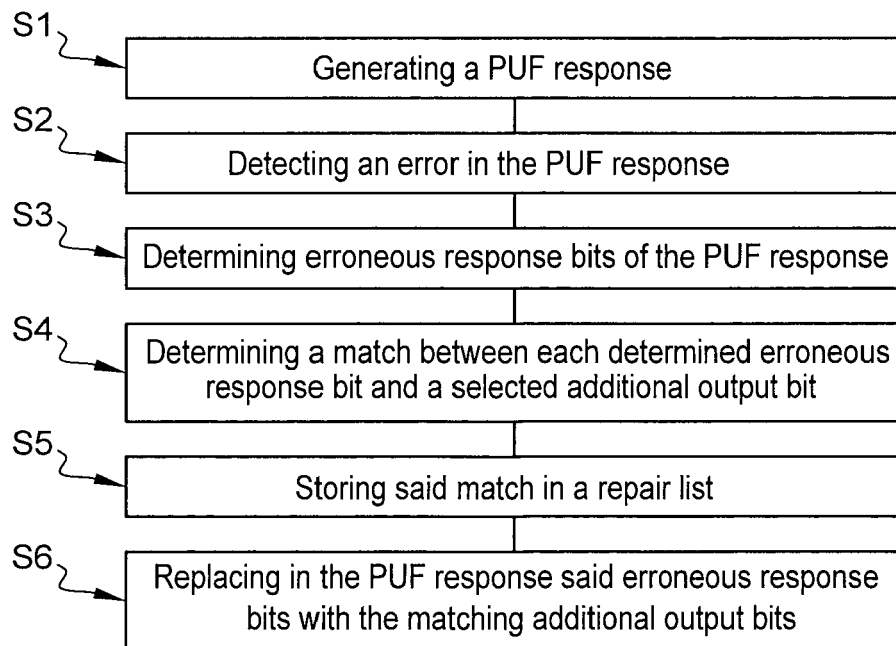 S1
Generating a PUF response
S2
Detecting an error in the PUF response
S3
Determining erroneous response bits of the PUF response
S4
Determining a match between each determined erroneous
response bit and a selected additional output bit
S5
Storing said match in a repair list
S6
Replacing in the PUF response said erroneous response
bits with the matching additional output bits